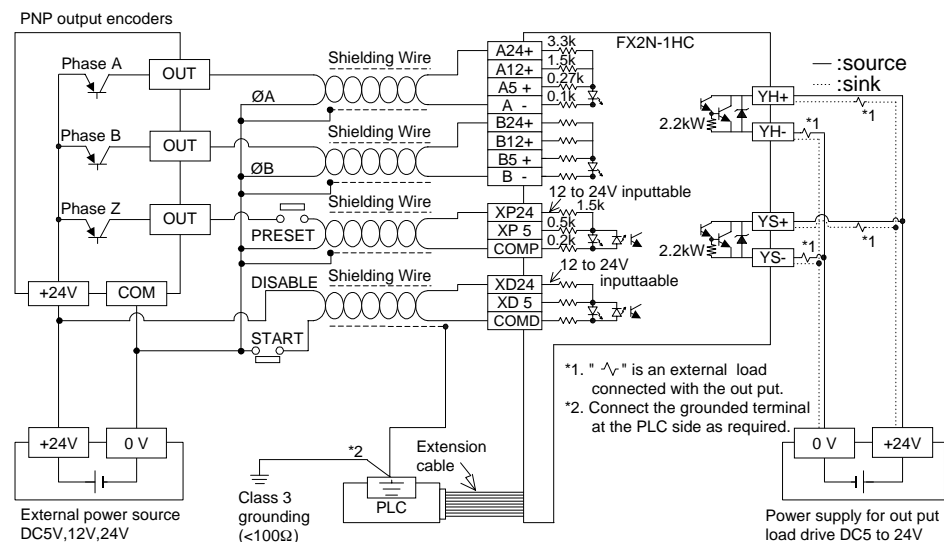 PNP output encoders
Phase A
OUT
Phase B
OUT
Phase Z
OUT
+24V
COM
Shielding Wire
ØA
Shielding Wire
ØB
Shielding Wire
PRESET
DISABLE
Shielding Wire
START
A24+
3.3k
A12+
1.5k
A5 +
0.27k
A -
0.1k
B24+
B12+
B5 +
B -
12 to 24V inputtable
XP24
1.5k
XP 5
0.5k
COMP
0.2k
12 to 24V
inputtaable
XD24
XD 5
COMD
FX2N-1HC
— :source
:sink
2.2kW
YH+
*1
YH-
*1
2.2kW
YS+
*1
YS-
*1
*1. " " is an external load
connected with the out put.
*2. Connect the grounded terminal
at the PLC side as required.
+24V
0 V
External power source
DC5V,12V,24V
*2
Class 3
grounding
(<100Ω)
PLC
Extension
cable
0 V
+24V
Power supply for out put
load drive DC5 to 24V